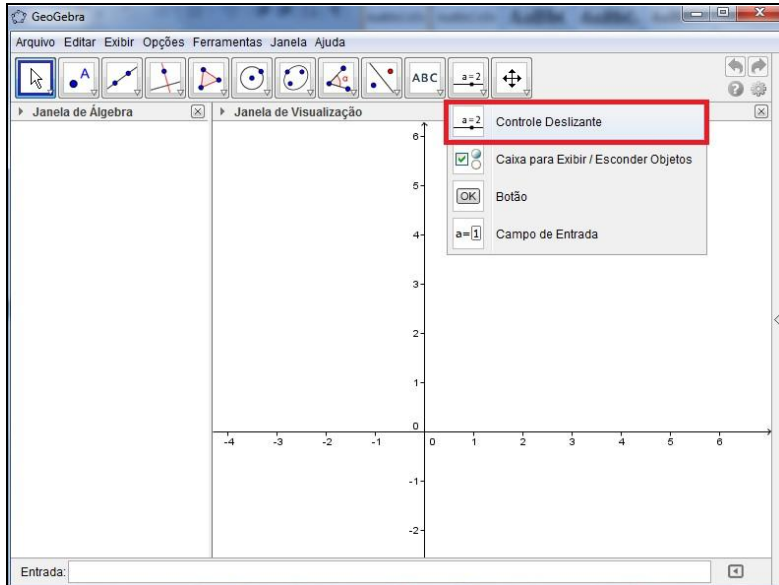 GeoGebra
Arquivo Editar Exibir Opções Ferramentas Janela Ajuda
A
α
ABC
a=2
Janela de Álgebra
Janela de Visualização
a=2 Controle Deslizante
Caixa para Exibir / Esconder Objetos
OK Botão
a=1 Campo de Entrada
6
5
4
3
2
1
0
-4 -3 -2 -1 0 1 2 3 4 5 6
-1
-2
Entrada: